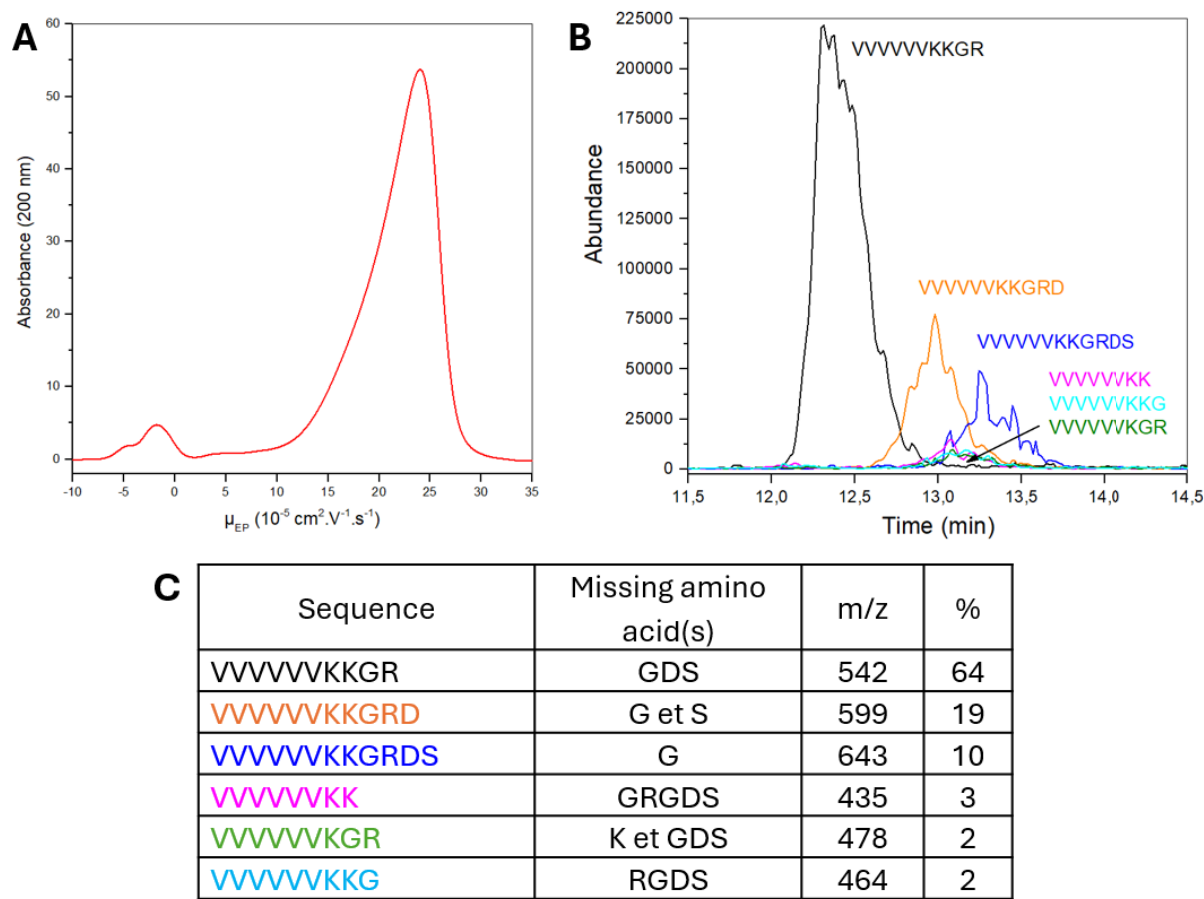 A
Absorbance (200 nm)
60
50
40
30
20
10
0
-10 -5 0 5 10 15 20 25 30 35
μEP (10⁻⁵ cm².V⁻¹.s⁻¹)
B
Abundance
225000
200000
175000
150000
125000
100000
75000
50000
25000
0
VVVVVVKKGR
VVVVVVKKGRD
VVVVVVKKGRDS
VVVVVVKK
VVVVVVKKG
VVVVVVKGR
11,5 12,0 12,5 13,0 13,5 14,0 14,5
Time (min)
C
Sequence Missing amino acid(s) m/z %
VVVVVVKKGR GDS 542 64
VVVVVVKKGRD G et S 599 19
VVVVVVKKGRDS G 643 10
VVVVVVKK GRGDS 435 3
VVVVVVKGR K et GDS 478 2
VVVVVVKKG RGDS 464 2